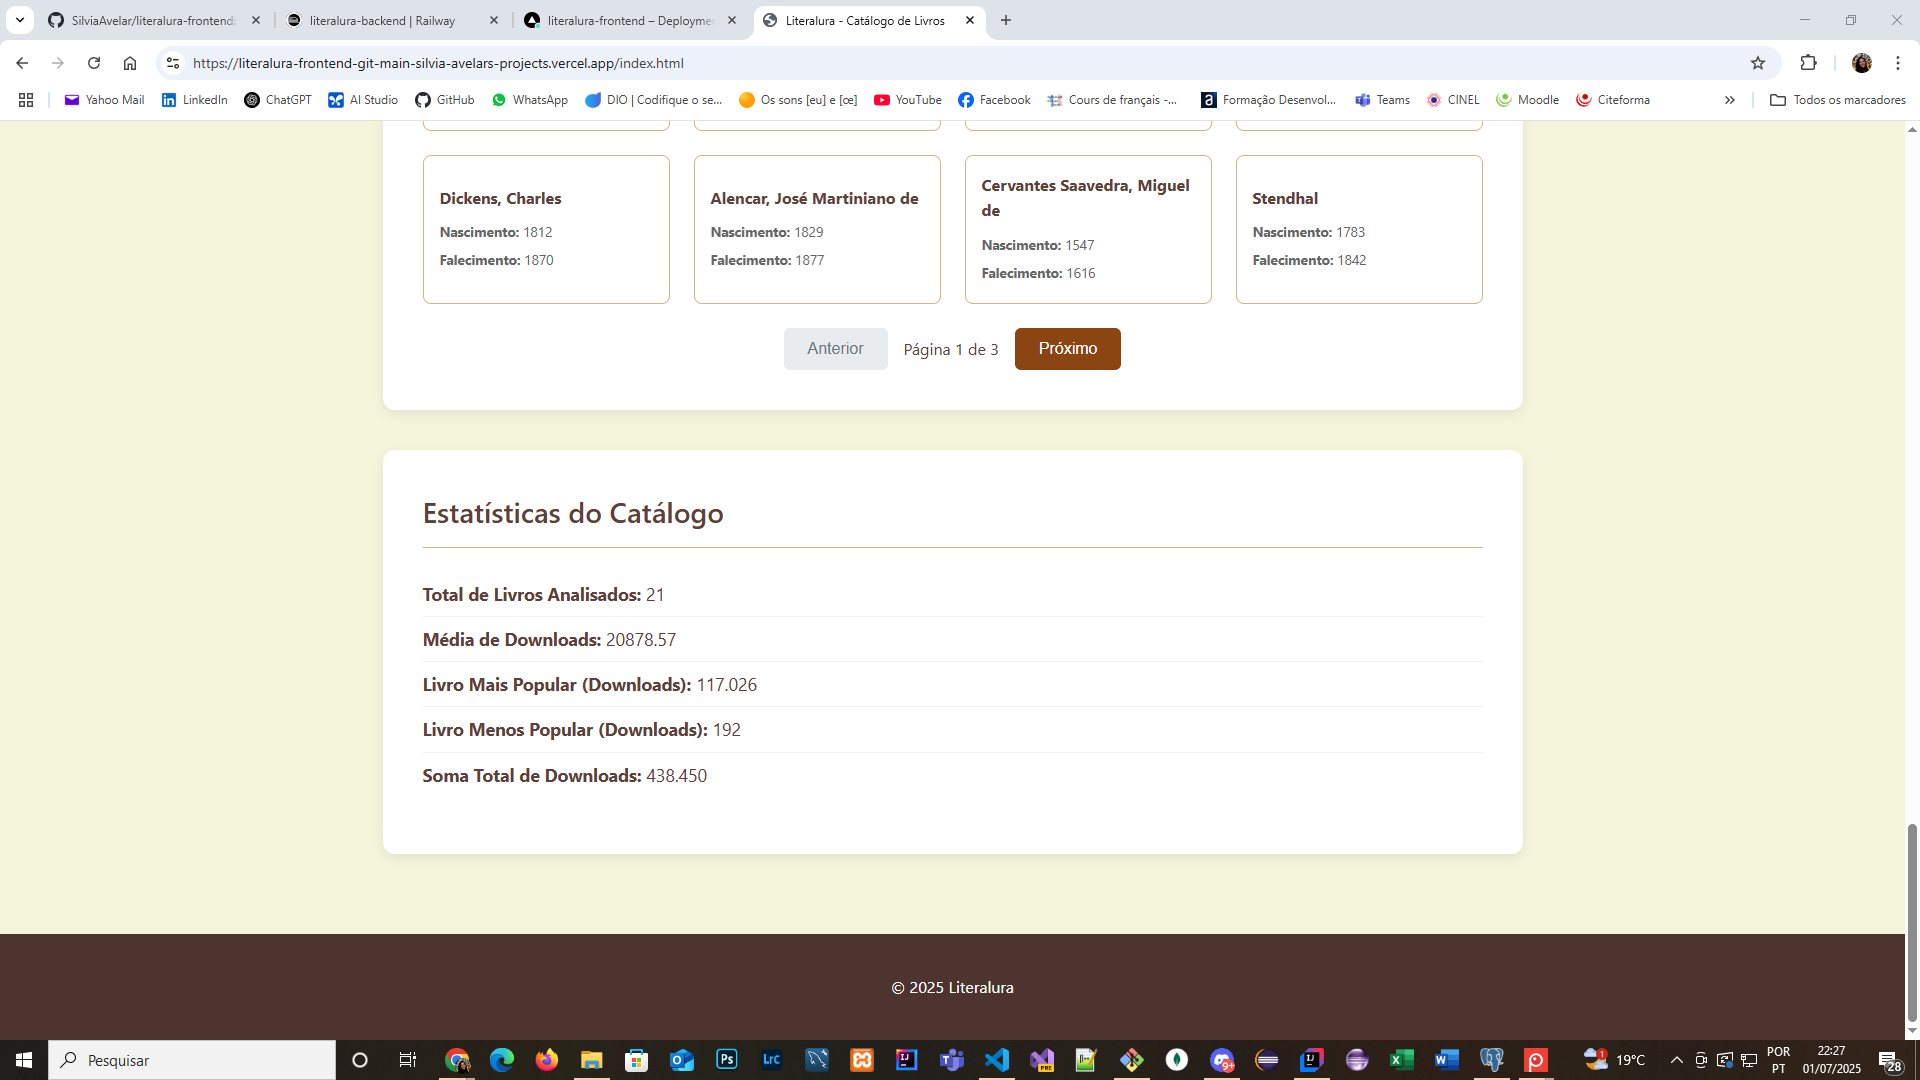 SilviaAvelar/literalura-frontend:
literalura-backend | Railway
literalura-frontend – Deployme
Literalura - Catálogo de Livros
https://literalura-frontend-git-main-silvia-avelars-projects.vercel.app/index.html
Yahoo Mail
LinkedIn
ChatGPT
AI Studio
GitHub
WhatsApp
DIO | Codifique o se...
Os sons [eu] e [œ]
YouTube
Facebook
Cours de français -...
Formação Desenvol...
Teams
CINEL
Moodle
Citeforma
Todos os marcadores
Dickens, Charles
Nascimento: 1812
Falecimento: 1870
Alencar, José Martiniano de
Nascimento: 1829
Falecimento: 1877
Cervantes Saavedra, Miguel
de
Nascimento: 1547
Falecimento: 1616
Stendhal
Nascimento: 1783
Falecimento: 1842
Anterior
Página 1 de 3
Próximo
Estatísticas do Catálogo
Total de Livros Analisados: 21
Média de Downloads: 20878.57
Livro Mais Popular (Downloads): 117.026
Livro Menos Popular (Downloads): 192
Soma Total de Downloads: 438.450
© 2025 Literalura
Pesquisar
Ps
Lrc
PRE
9+
1
19°C
POR
PT
22:27
01/07/2025
28